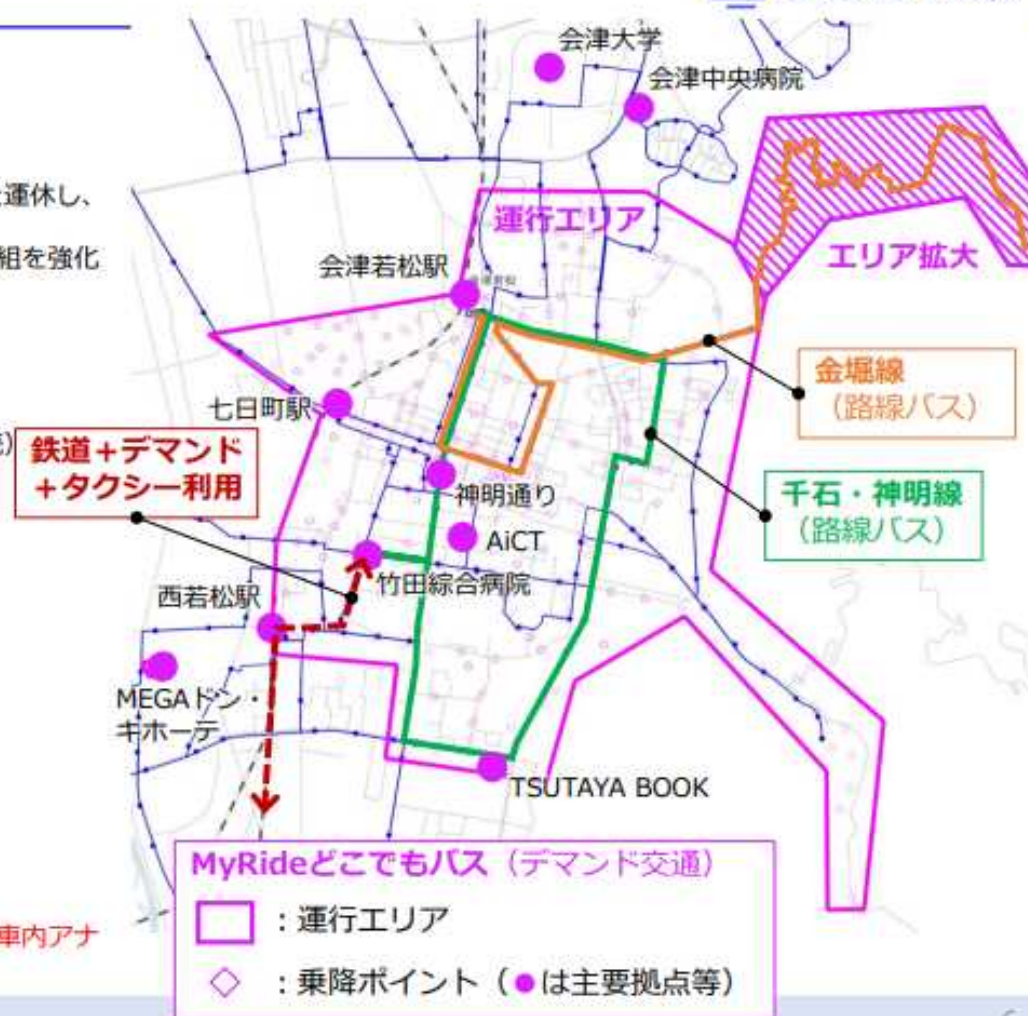 会津大学
会津中央病院
運休し、
運行エリア
組を強化
エリア拡大
会津若松駅
金堀線
（路線バス）
七日町駅
鉄道＋デマンド
＋タクシー利用
神明通り
千石・神明線
（路線バス）
AiCT
竹田綜合病院
西若松駅
MEGAドン・
キホーテ
TSUTAYA BOOK
MyRideどこでもバス（デマンド交通）
：運行エリア
：乗降ポイント（●は主要拠点等）
車内アナ